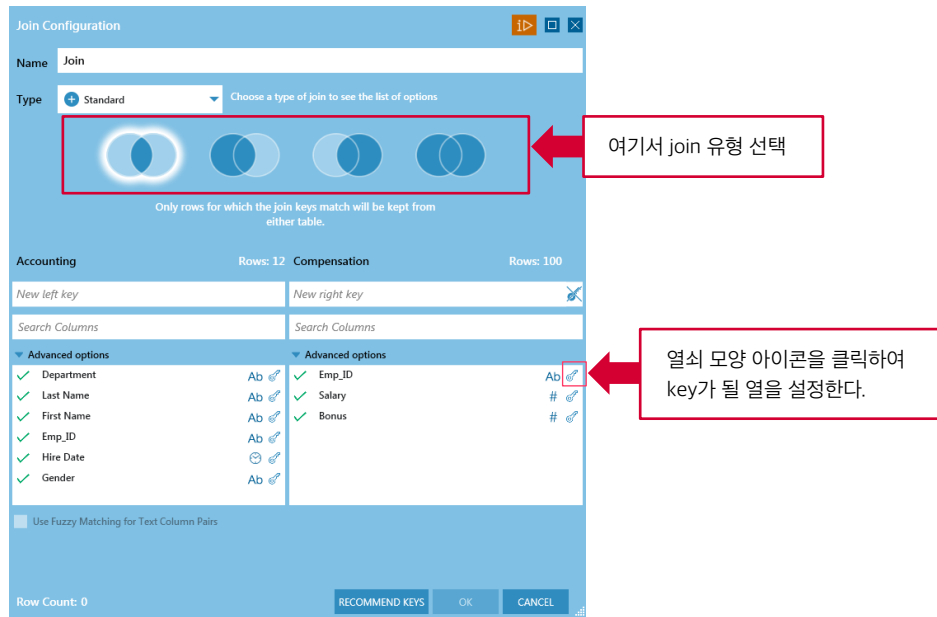 Join Configuration
Name Join
Type Standard Choose a type of join to see the list of options
여기서 join 유형 선택
Only rows for which the join keys match will be kept from
either table.
Accounting Rows: 12 Compensation Rows: 100
New left key New right key
Search Columns Search Columns
Advanced options Advanced options
Department Ab Emp_ID Ab
Last Name Ab Salary #
First Name Ab Bonus #
Emp_ID Ab
Hire Date
Gender Ab
열쇠 모양 아이콘을 클릭하여
key가 될 열을 설정한다.
Use Fuzzy Matching for Text Column Pairs
Row Count: 0 RECOMMEND KEYS OK CANCEL